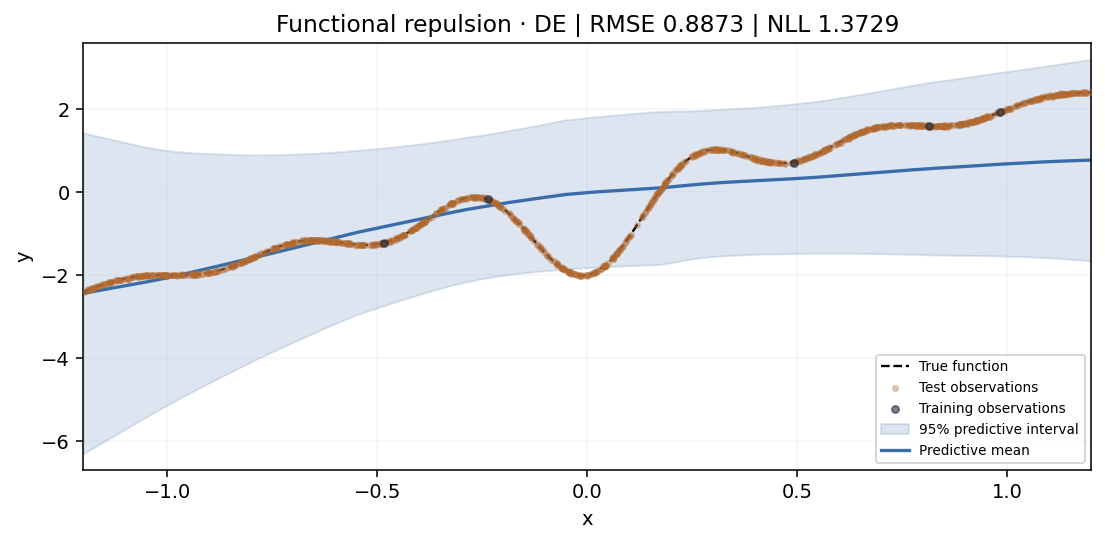 Functional repulsion · DE | RMSE 0.8873 | NLL 1.3729
y
2
0
−2
−4
−6
True function
Test observations
Training observations
95% predictive interval
Predictive mean
−1.0
−0.5
0.0
0.5
1.0
x